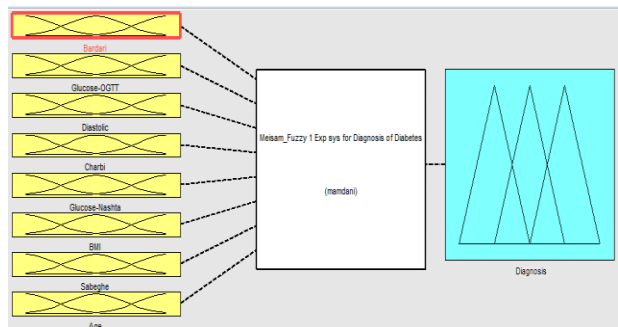 Bardari
Glucose-OGTT
Diastolic
Charbi
Glucose-Nashta
BMI
Sabeghe
Age
Meisam_Fuzzy 1 Exp sys for Diagnosis of Diabetes
(mamdani)
Diagnosis